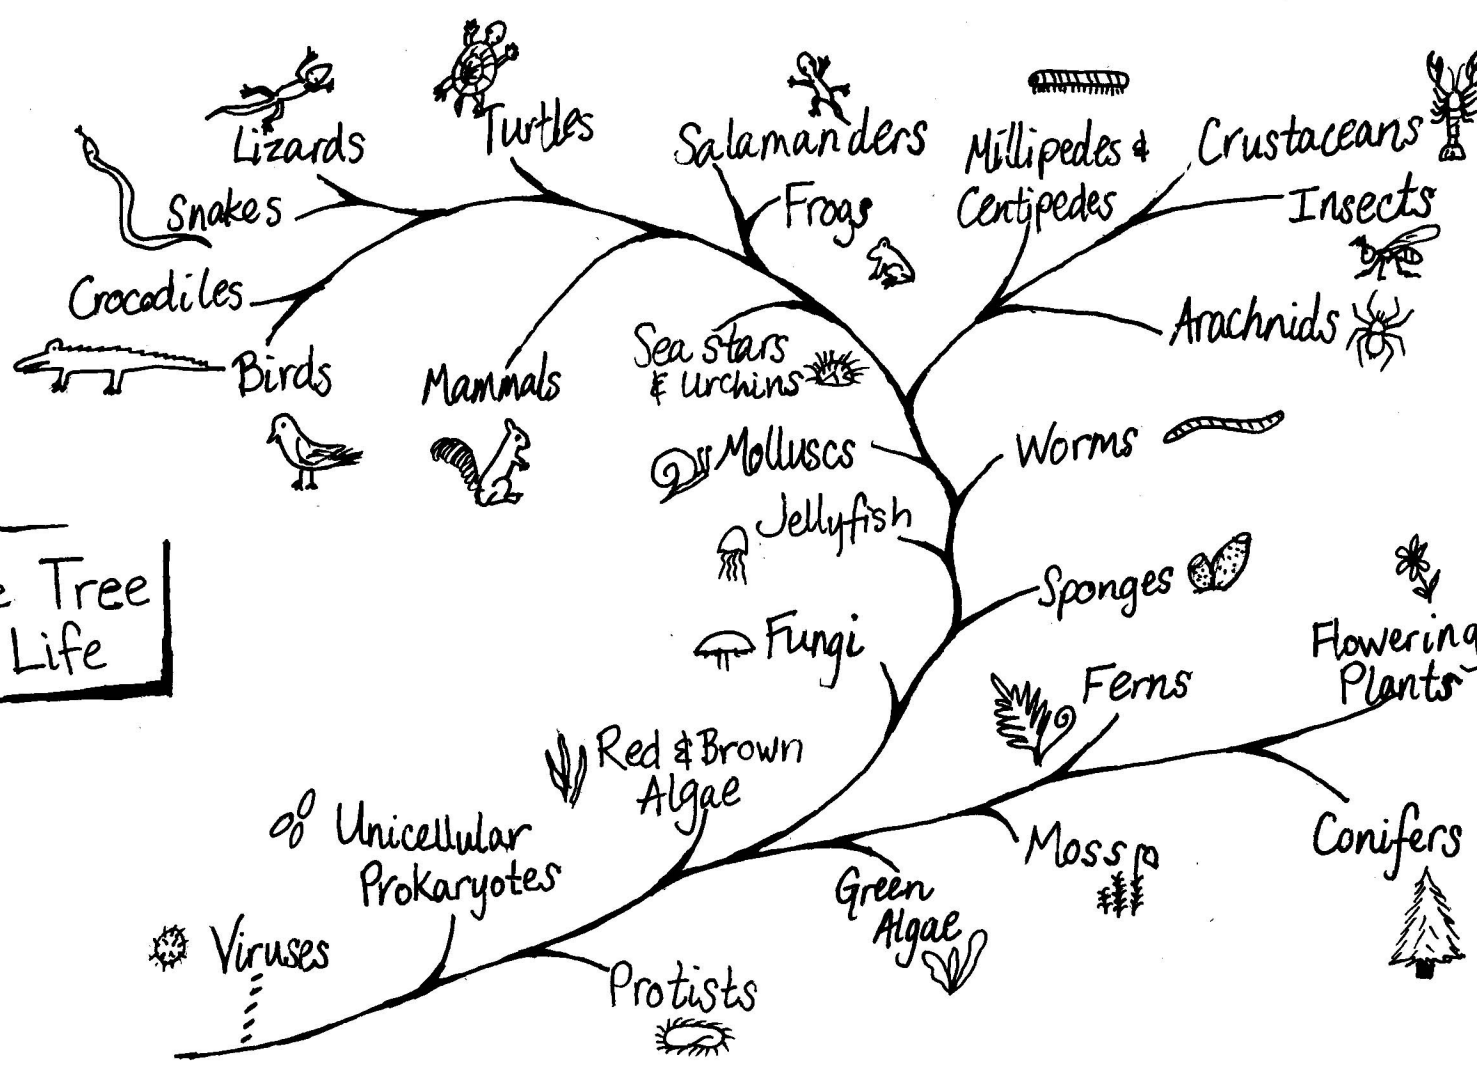 Lizards
Turtles
Salamanders
Millipedes &
Centipedes
Crustaceans
Snakes
Frogs
Insects
Crocodiles
Arachnids
Birds
Mammals
Sea stars
& Urchins
Molluscs
Worms
Jellyfish
Sponges
Tree
Life
Fungi
Ferns
Flowering
Plants
Red & Brown
Algae
Unicellular
Prokaryotes
Moss
Conifers
Green
Algae
Viruses
Protists